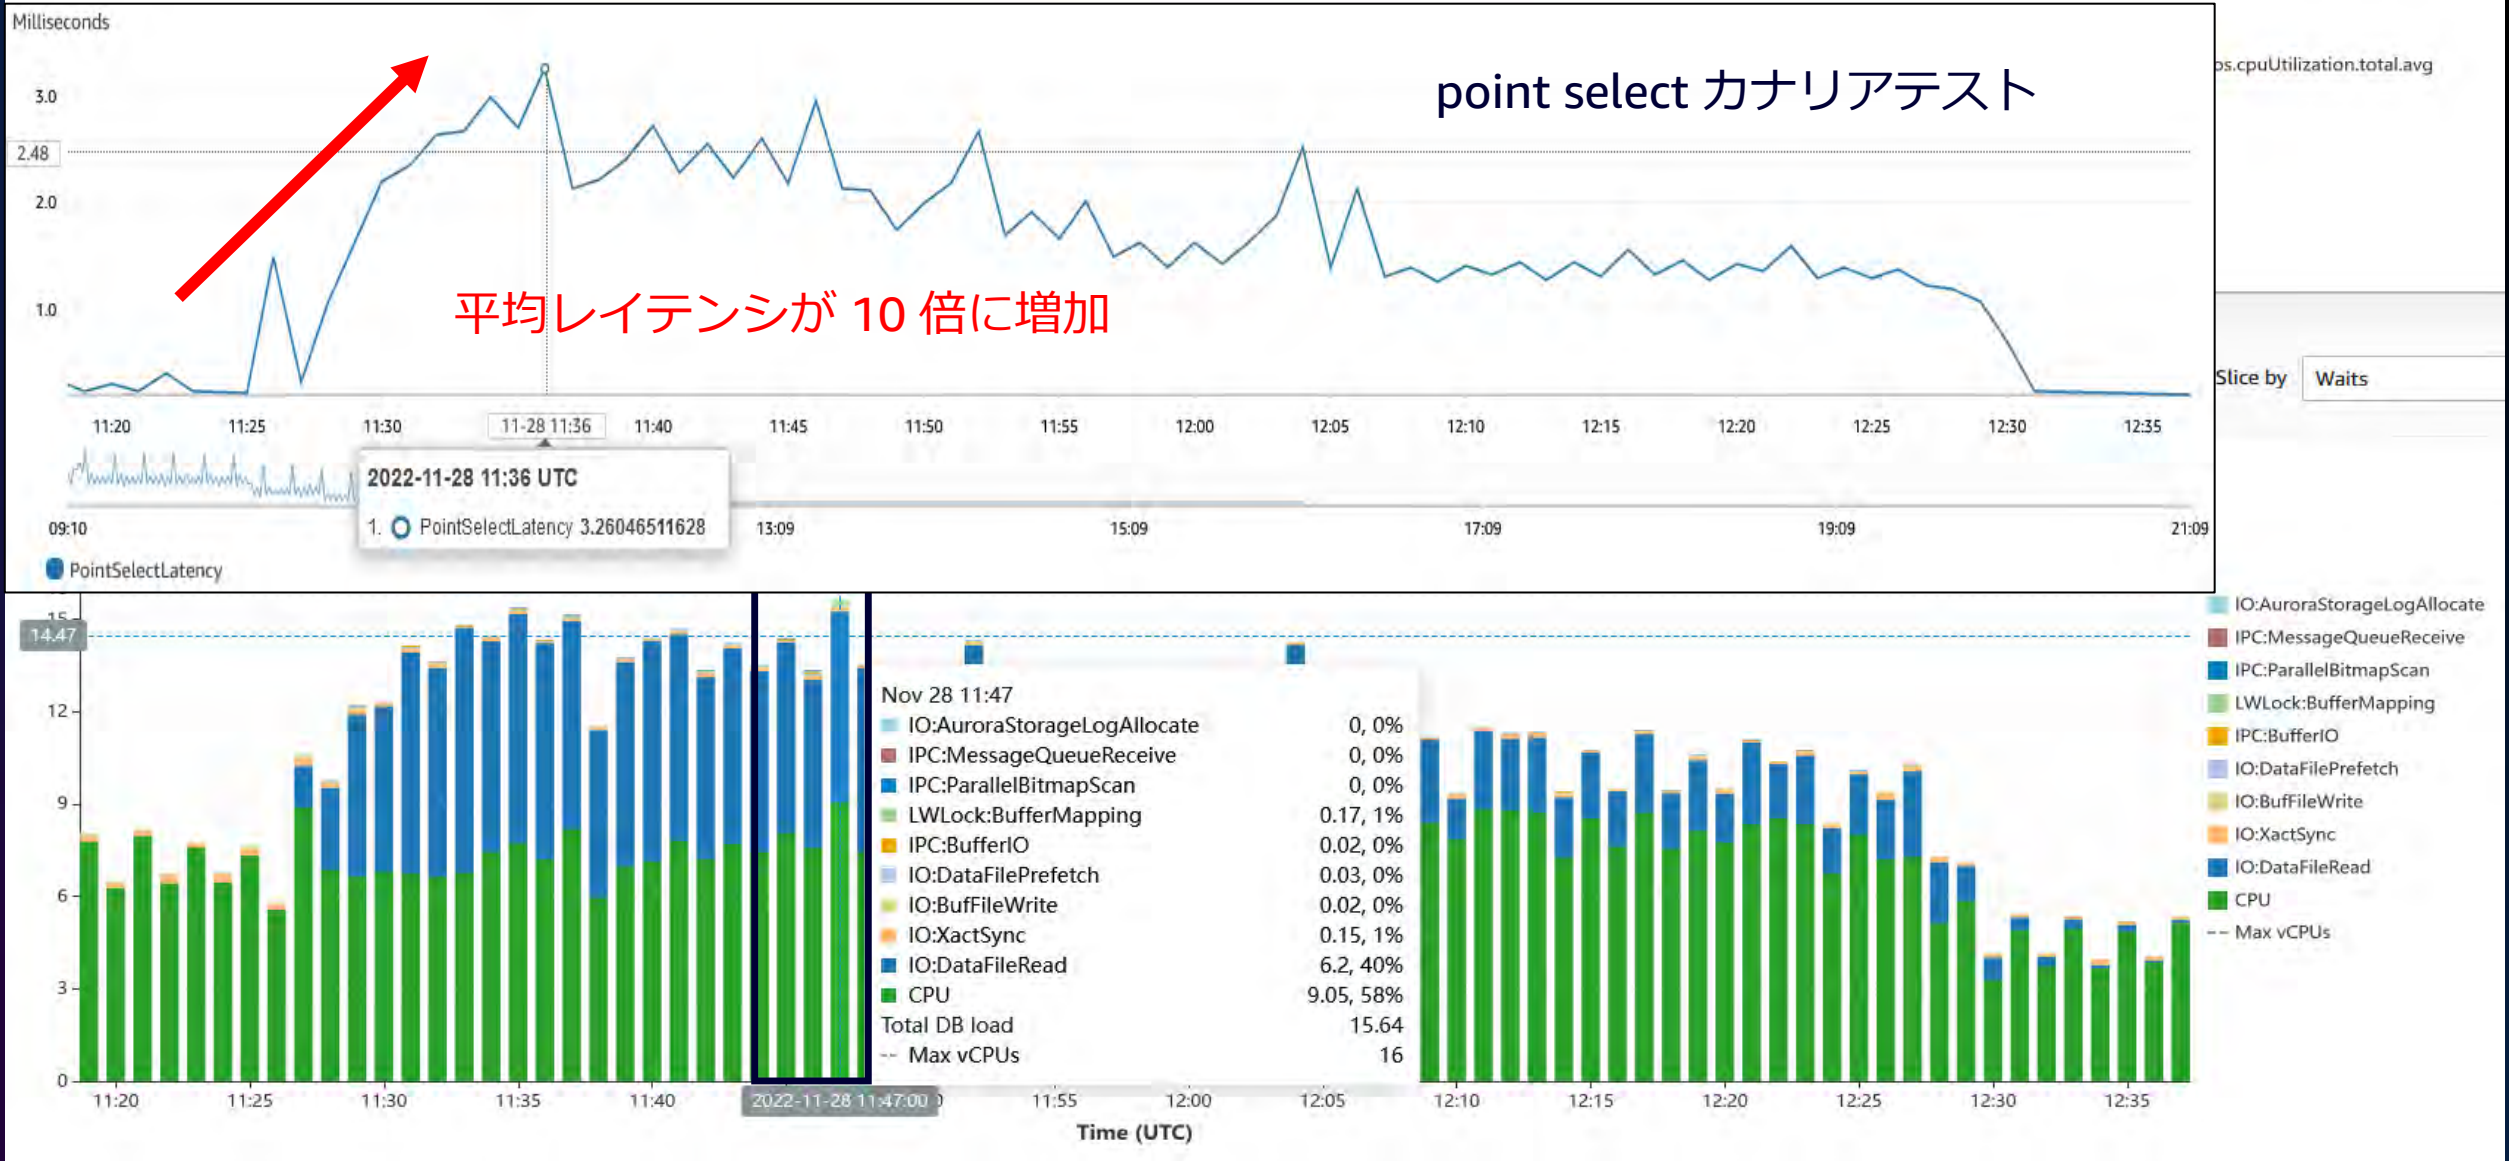 Milliseconds
point select カナリアテスト
os.cpuUtilization.total.avg
3.0
2.48
2.0
平均レイテンシが 10 倍に増加
1.0
Slice by Waits
11:20 11:25 11:30 11-28 11:36 11:40 11:45 11:50 11:55 12:00 12:05 12:10 12:15 12:20 12:25 12:30 12:35
2022-11-28 11:36 UTC
1. PointSelectLatency 3.26046511628
09:10 13:09 15:09 17:09 19:09 21:09
PointSelectLatency
15
14.47
12
9
6
3
0
Nov 28 11:47
IO:AuroraStorageLogAllocate 0, 0%
IPC:MessageQueueReceive 0, 0%
IPC:ParallelBitmapScan 0, 0%
LWLock:BufferMapping 0.17, 1%
IPC:BufferIO 0.02, 0%
IO:DataFilePrefetch 0.03, 0%
IO:BufFileWrite 0.02, 0%
IO:XactSync 0.15, 1%
IO:DataFileRead 6.2, 40%
CPU 9.05, 58%
Total DB load 15.64
Max vCPUs 16
IO:AuroraStorageLogAllocate
IPC:MessageQueueReceive
IPC:ParallelBitmapScan
LWLock:BufferMapping
IPC:BufferIO
IO:DataFilePrefetch
IO:BufFileWrite
IO:XactSync
IO:DataFileRead
CPU
Max vCPUs
11:20 11:25 11:30 11:35 11:40 2022-11-28 11:47:00 11:55 12:00 12:05 12:10 12:15 12:20 12:25 12:30 12:35
Time (UTC)